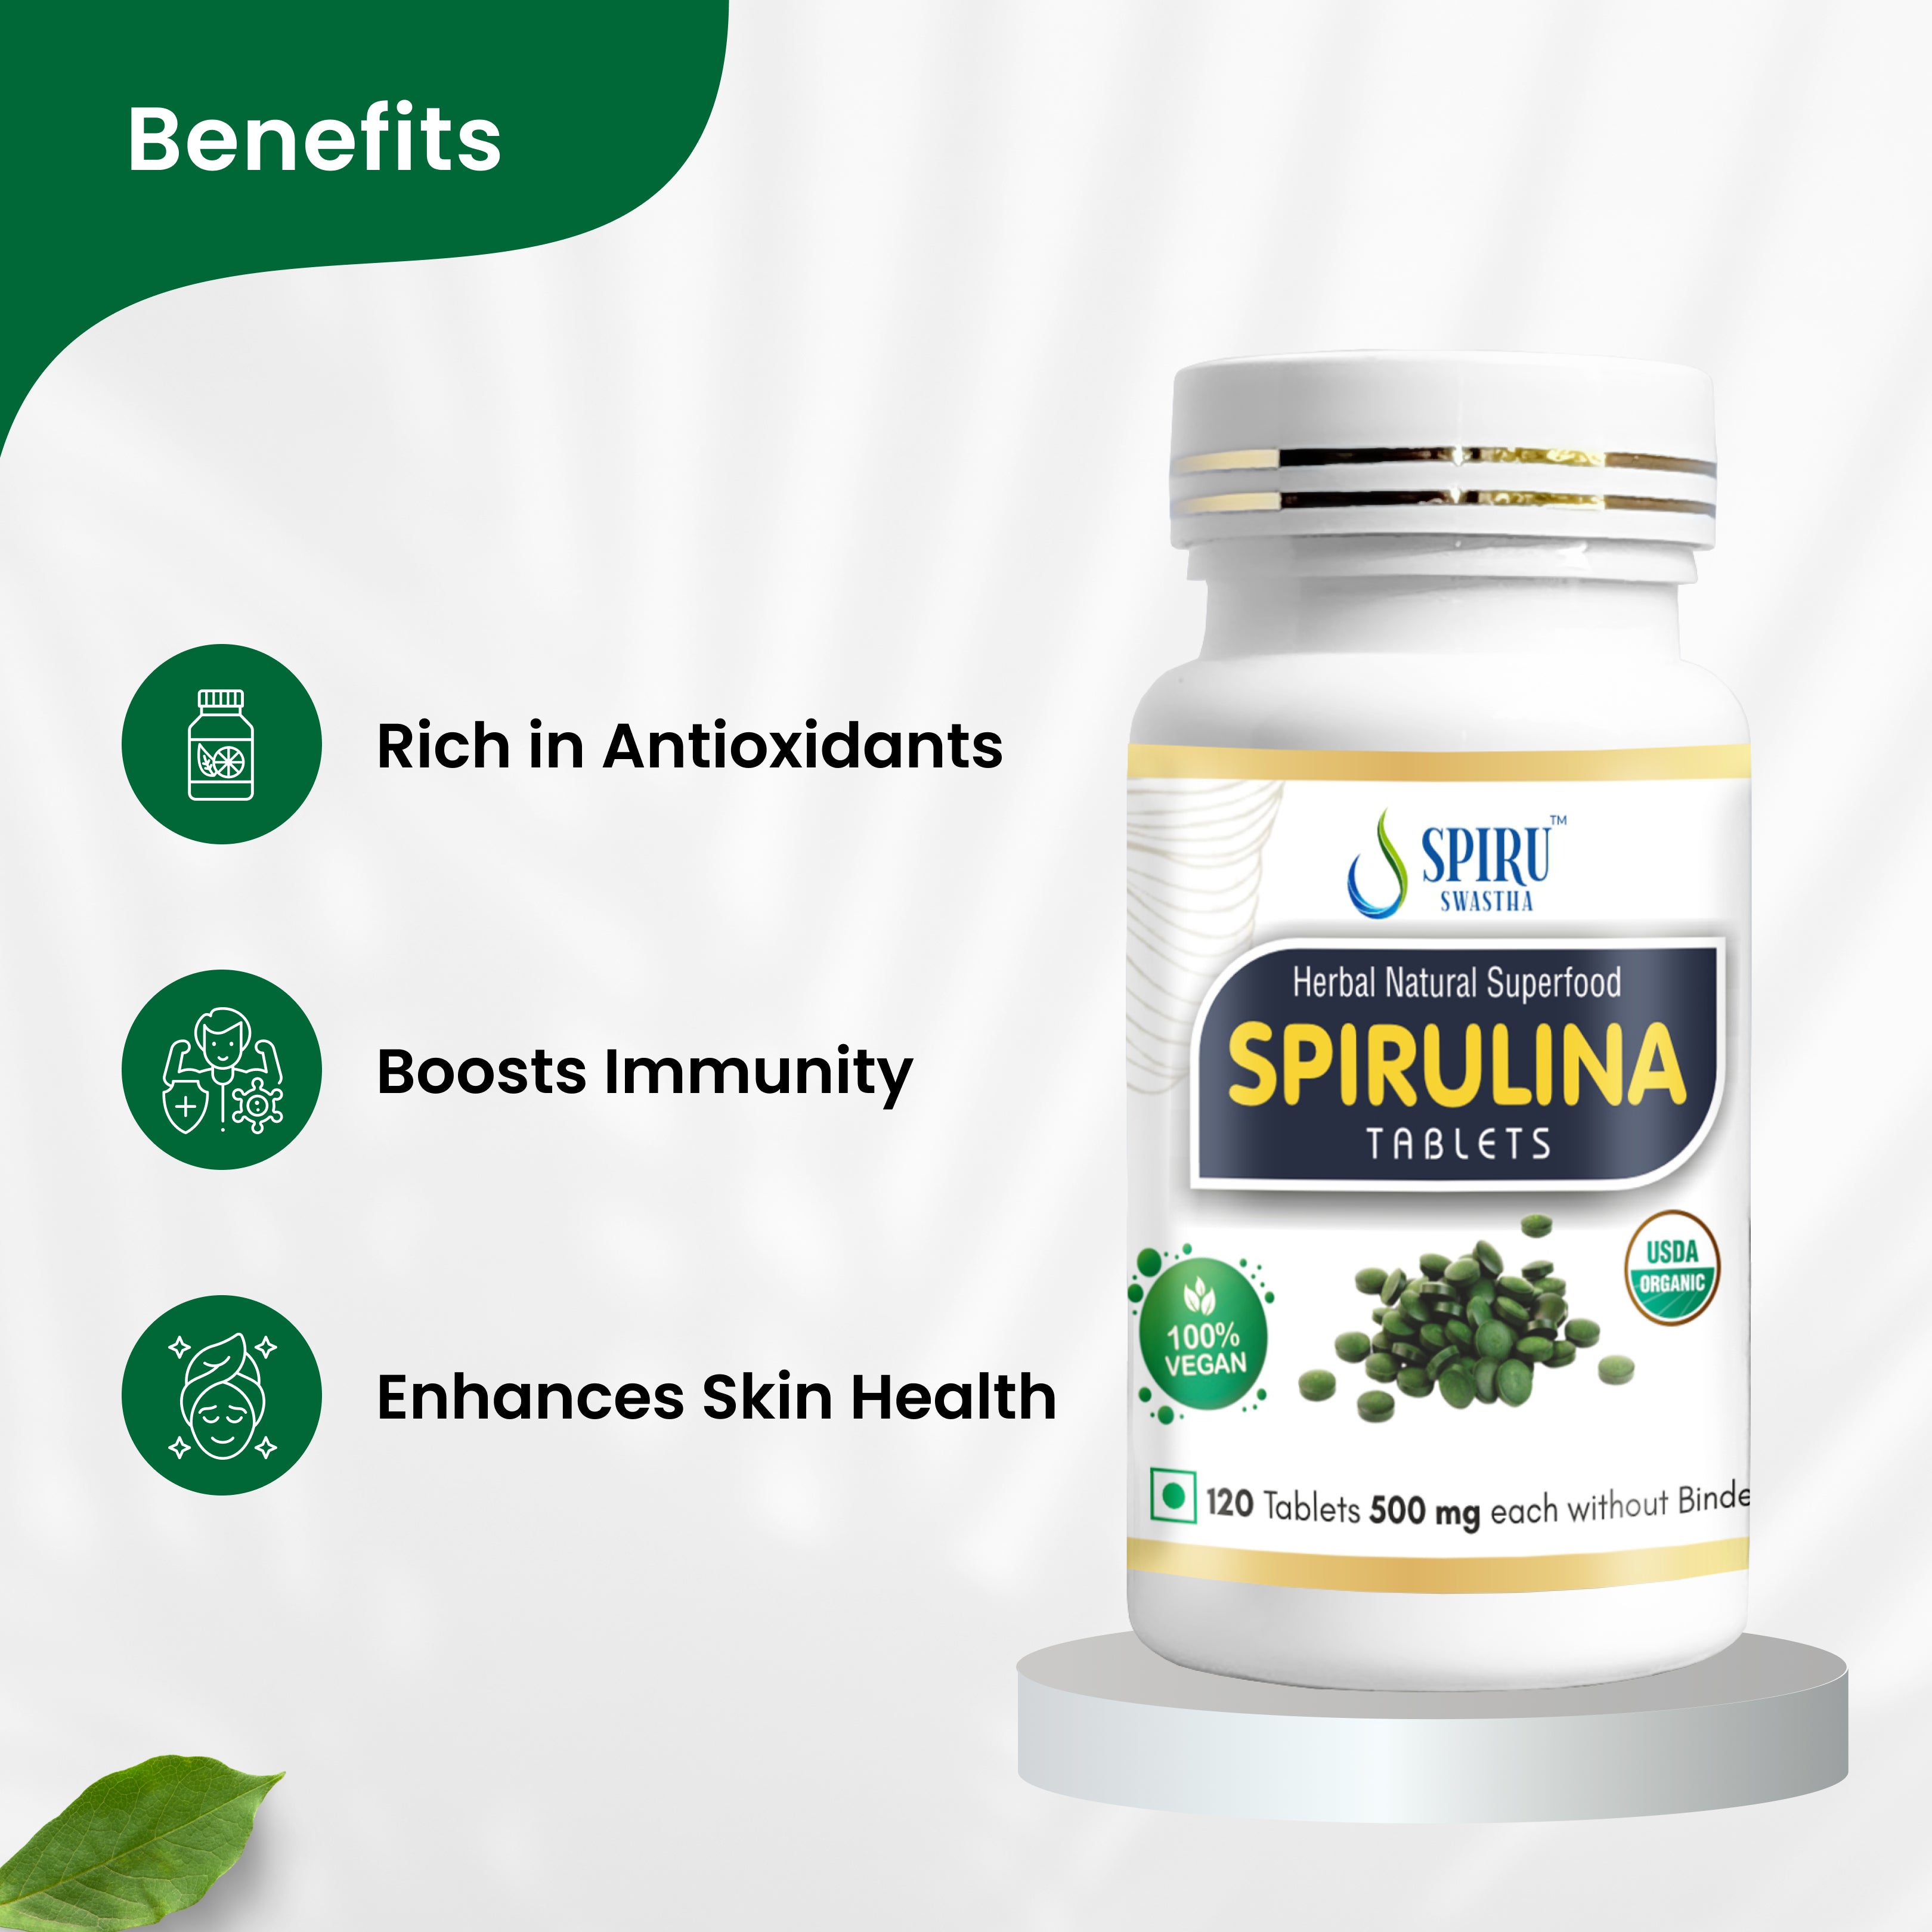 Benefits
Rich in Antioxidants
Boosts Immunity
Enhances Skin Health
SPIRU™
SWASTHA
Herbal Natural Superfood
SPIRULINA
TABLETS
USDA
ORGANIC
100%
VEGAN
120 Tablets 500 mg each without Binde